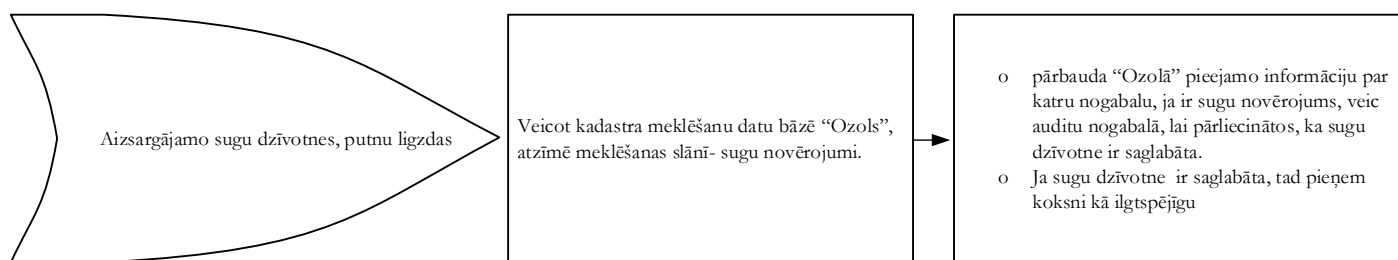 Aizsargājamo sugu dzīvotnes, putnu ligzdas
Veicot kadastra meklēšanu datu bāzē “Ozols”,
atzīmē meklēšanas slānī- sugu novērojumi.
o pārbauda “Ozolā” pieejamo informāciju par
katru nogabalu, ja ir sugu novērojums, veic
auditu nogabalā, lai pārliecinātos, ka sugu
dzīvotne ir saglabāta.
o Ja sugu dzīvotne ir saglabāta, tad pieņem
koksni kā ilgtspējīgu